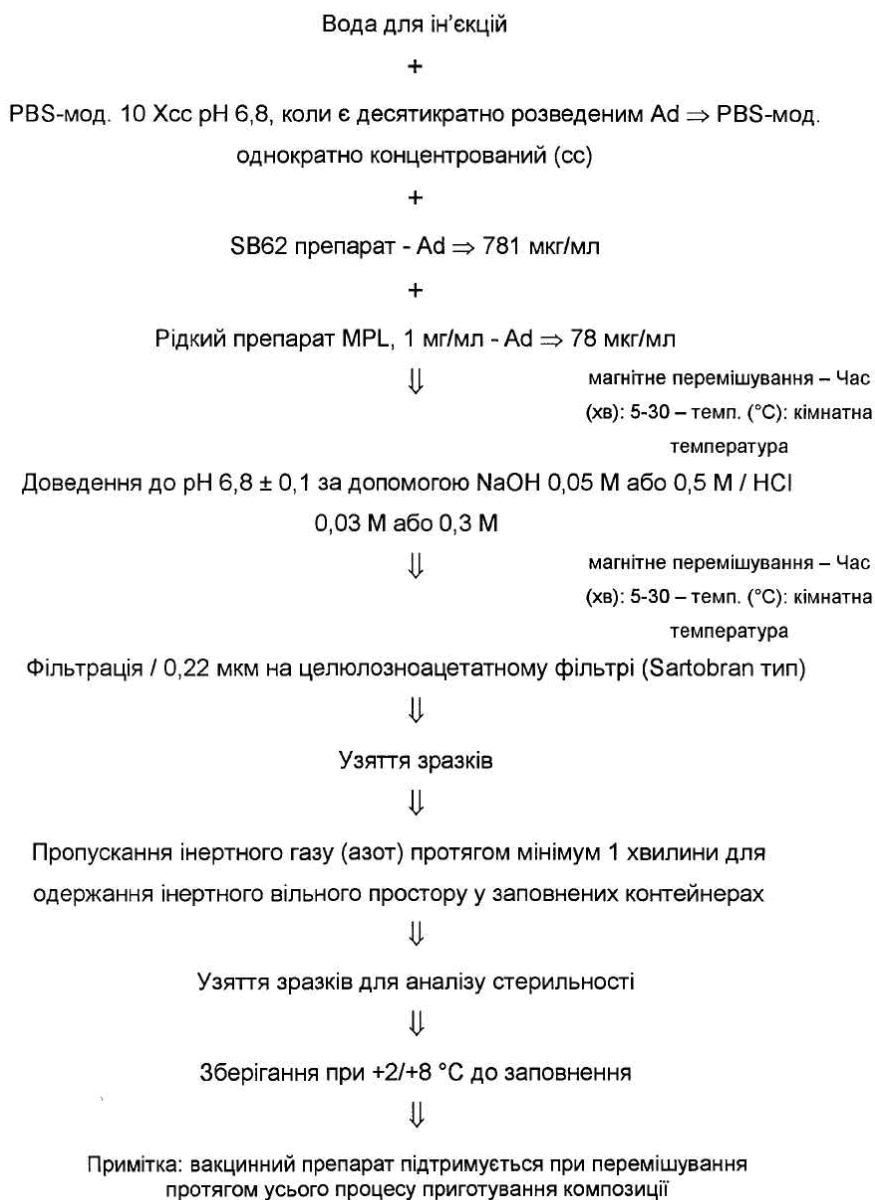 Вода для ін’єкцій
+
PBS-мод. 10 Хсс pH 6,8, коли є десятикратно розведеним Ad ⇒ PBS-мод.
однократно концентрований (сс)
+
SB62 препарат - Ad ⇒ 781 мкг/мл
+
Рідкий препарат MPL, 1 мг/мл - Ad ⇒ 78 мкг/мл
⇓
магнітне перемішування – Час
(хв): 5-30 – темп. (°C): кімнатна
температура
Доведення до pH 6,8 ± 0,1 за допомогою NaOH 0,05 М або 0,5 М / HCl
0,03 М або 0,3 М
⇓
магнітне перемішування – Час
(хв): 5-30 – темп. (°C): кімнатна
температура
Фільтрація / 0,22 мкм на целюлозноацетатному фільтрі (Sartobran тип)
⇓
Узяття зразків
⇓
Пропускання інертного газу (азот) протягом мінімум 1 хвилини для
одержання інертного вільного простору у заповнених контейнерах
⇓
Узяття зразків для аналізу стерильності
⇓
Зберігання при +2/+8 °C до заповнення
⇓
Примітка: вакцинний препарат підтримується при перемішування
протягом усього процесу приготування композиції